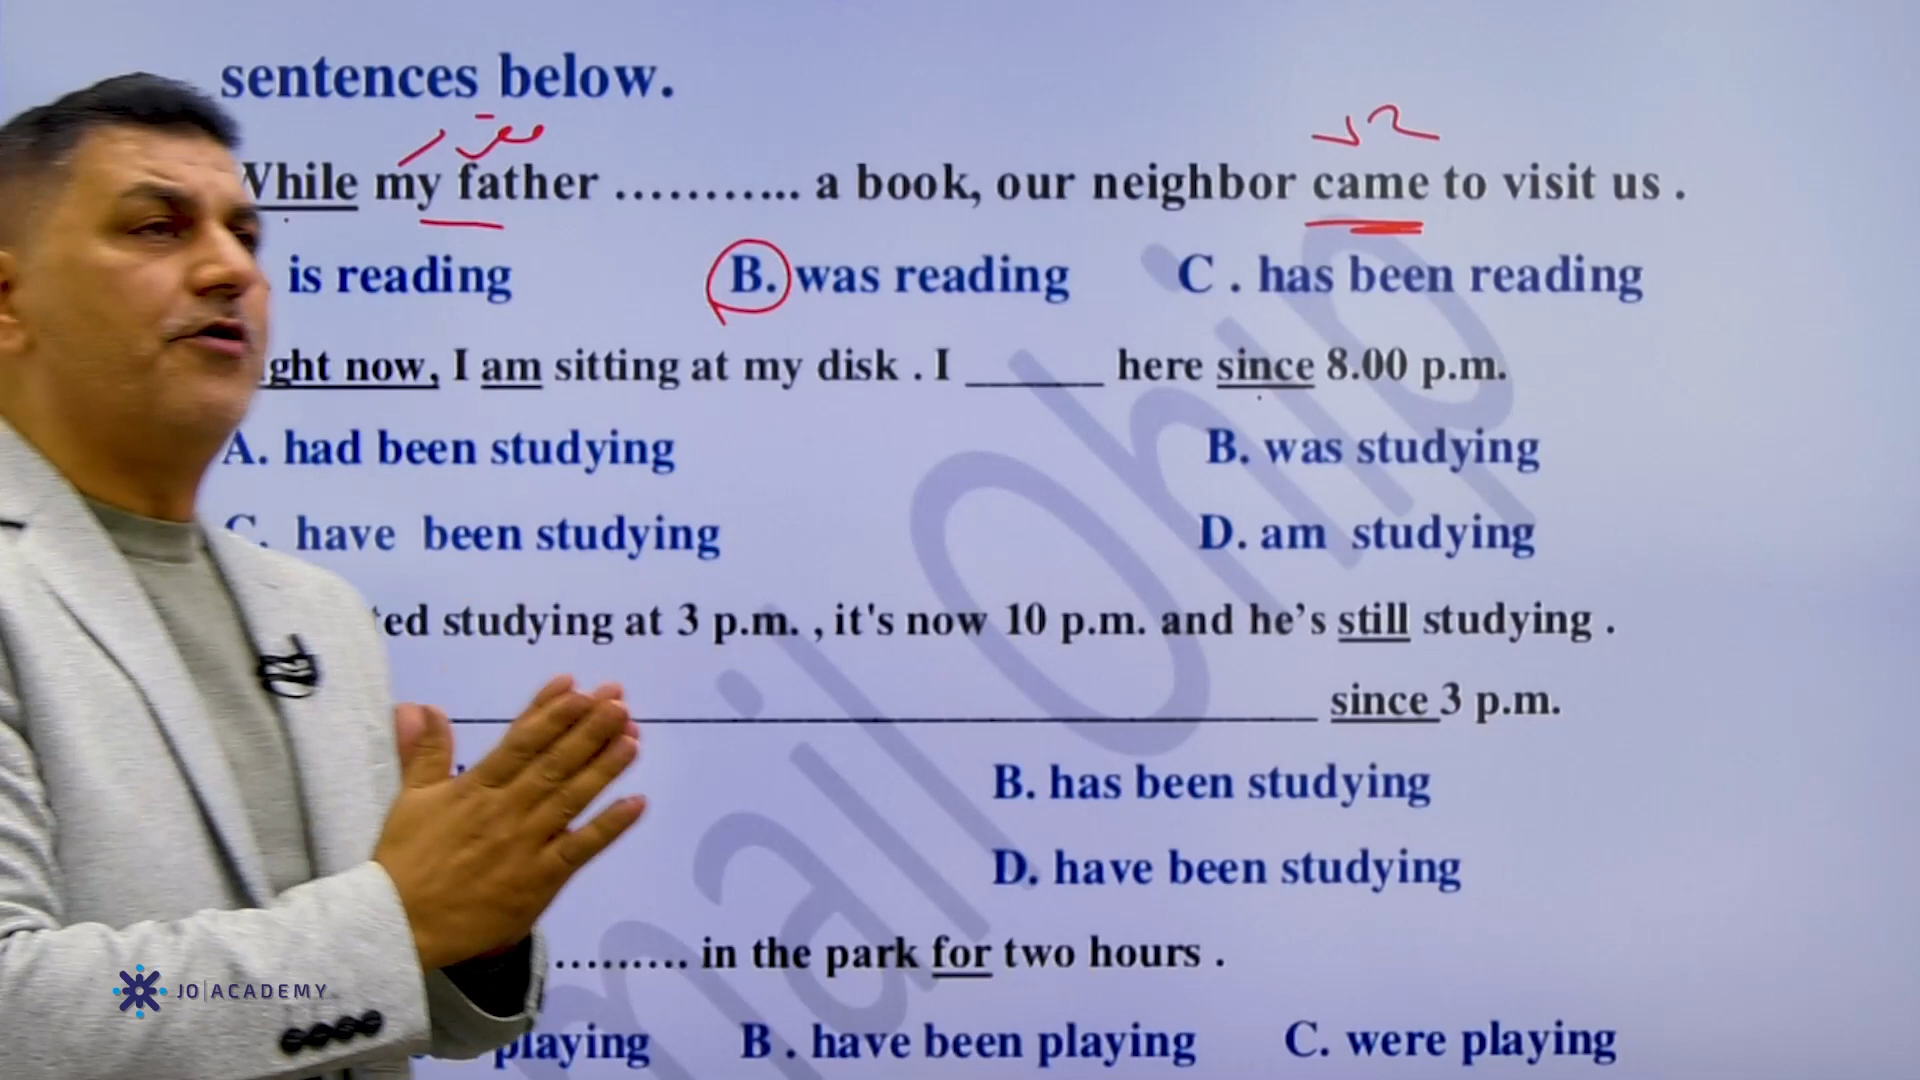 sentences below.
مفرد
V2
While my father ……….. a book, our neighbor came to visit us .
is reading B. was reading C . has been reading
ght now, I am sitting at my disk . I ______ here since 8.00 p.m.
A. had been studying B. was studying
C. have been studying D. am studying
ted studying at 3 p.m. , it's now 10 p.m. and he’s still studying .
______ since 3 p.m.
B. has been studying
D. have been studying
......... in the park for two hours .
playing B . have been playing C. were playing
JO ACADEMY